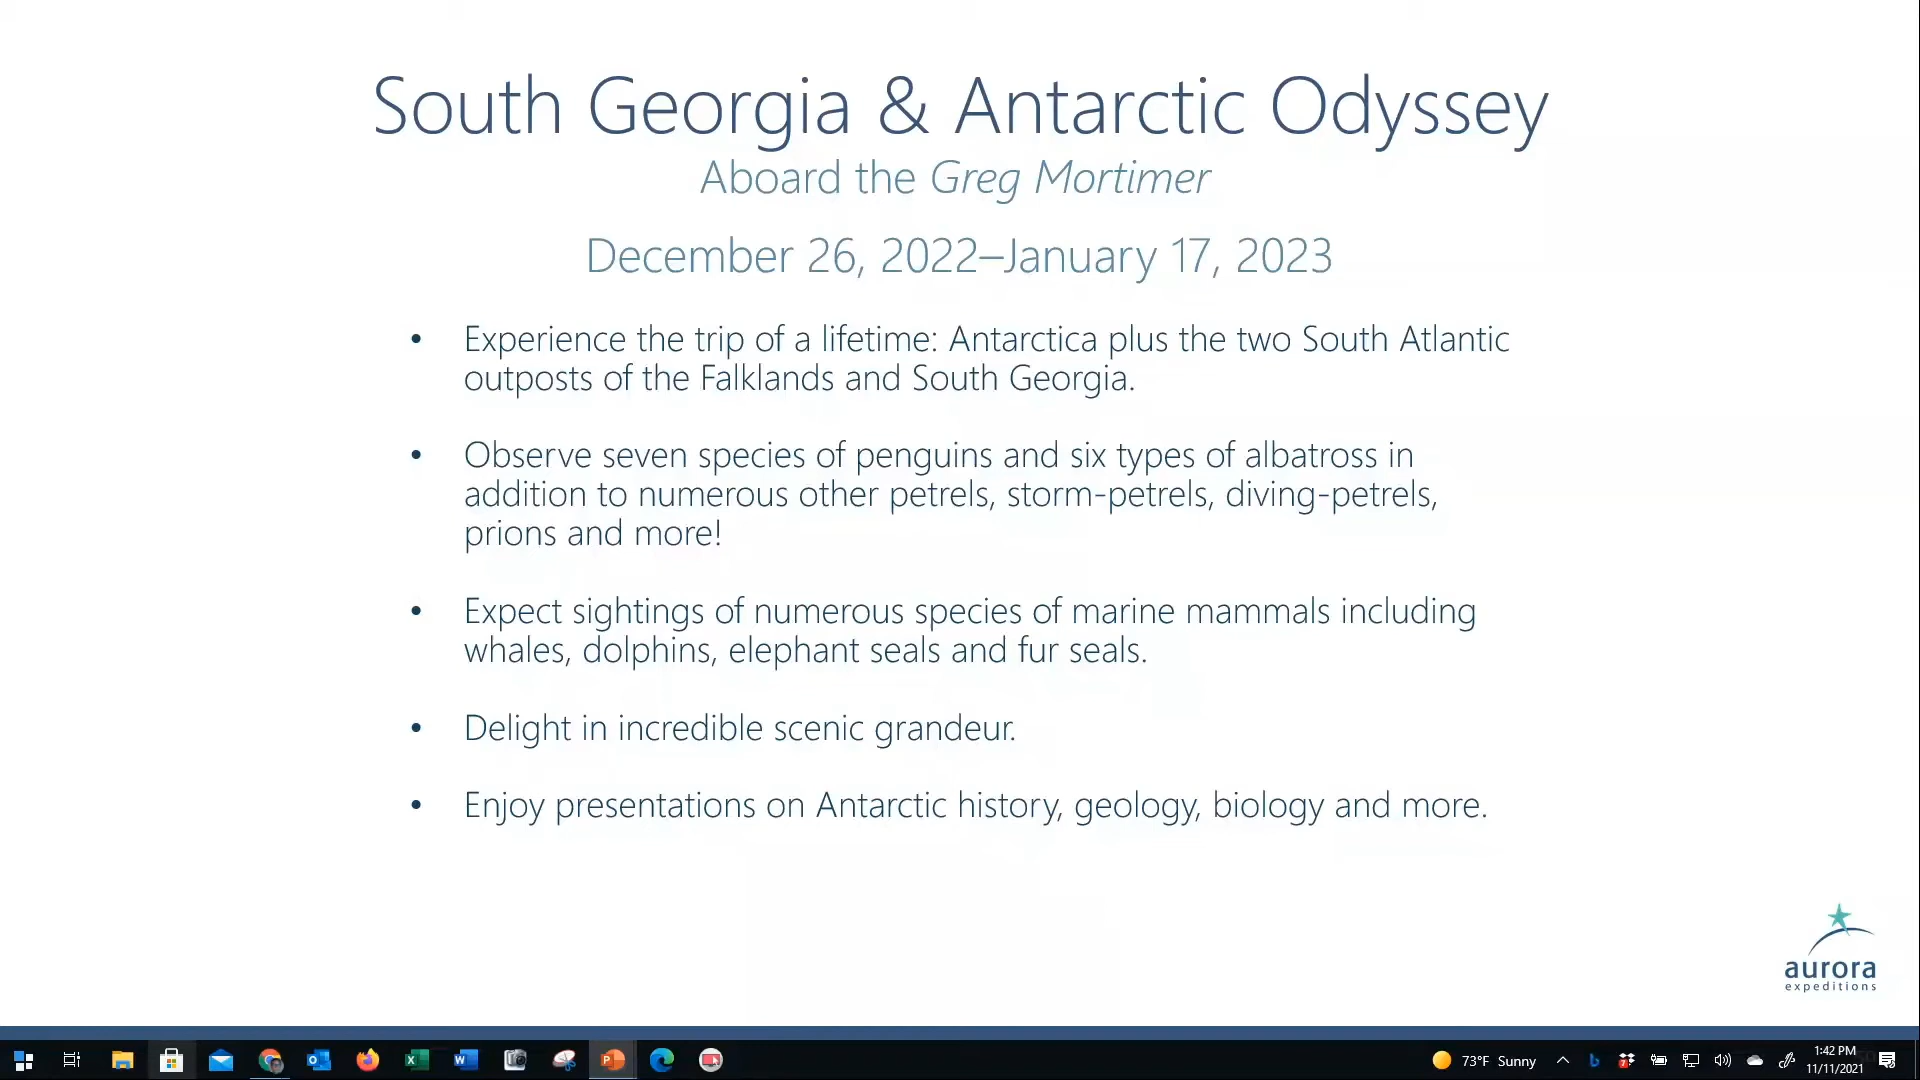 South Georgia & Antarctic Odyssey
Aboard the Greg Mortimer
December 26, 2022–January 17, 2023
• Experience the trip of a lifetime: Antarctica plus the two South Atlantic
outposts of the Falklands and South Georgia.
• Observe seven species of penguins and six types of albatross in
addition to numerous other petrels, storm-petrels, diving-petrels,
prions and more!
• Expect sightings of numerous species of marine mammals including
whales, dolphins, elephant seals and fur seals.
• Delight in incredible scenic grandeur.
• Enjoy presentations on Antarctic history, geology, biology and more.
aurora
expeditions
73°F Sunny
1:42 PM
11/11/2021